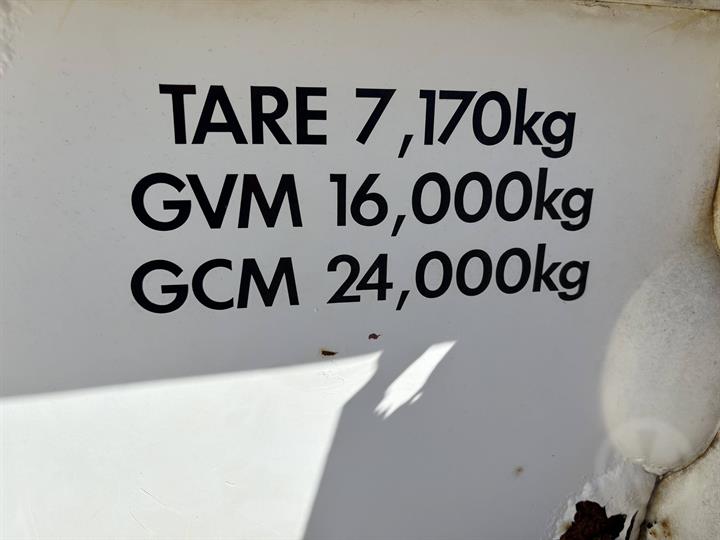 TARE 7,170kg
GVM 16,000kg
GCM 24,000kg